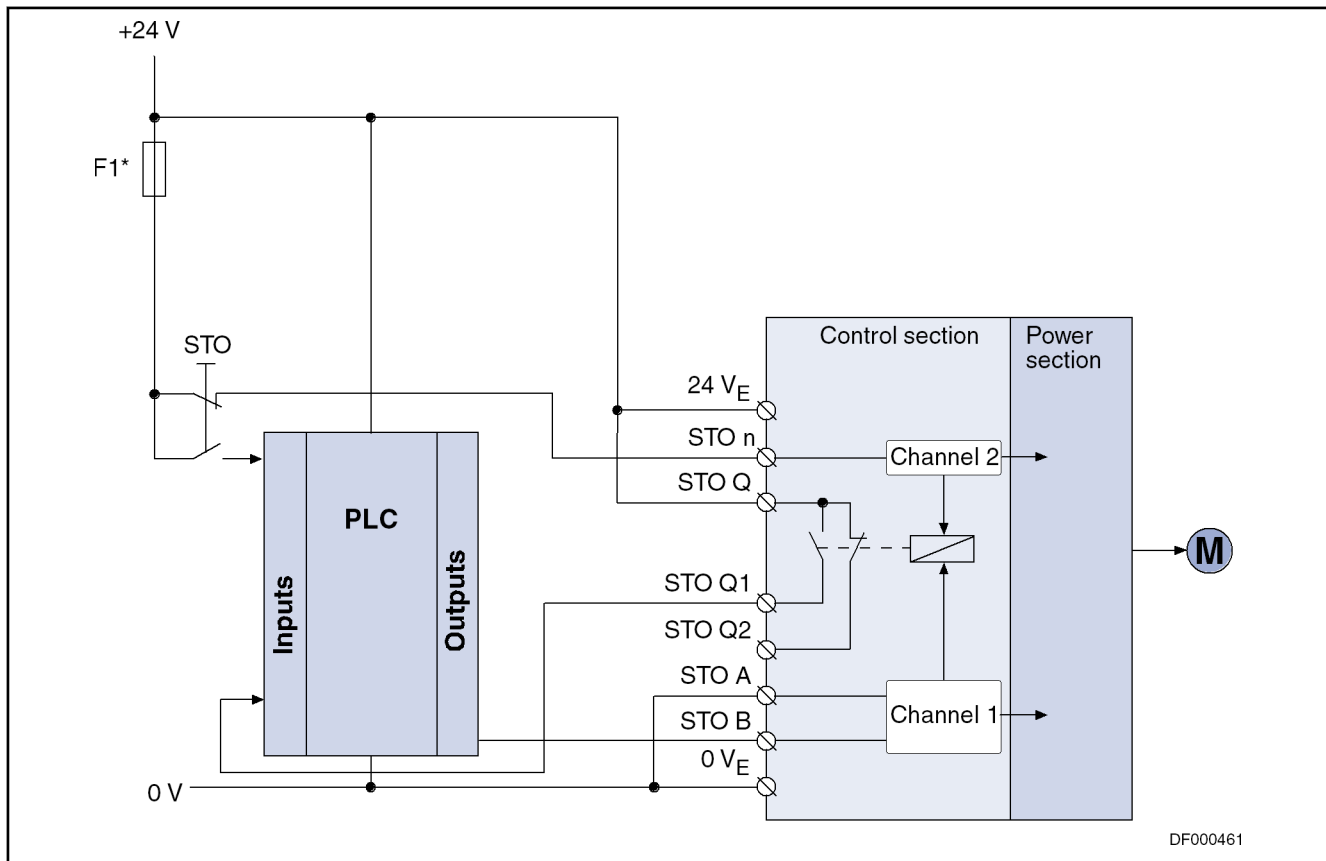 +24 V
F1*
STO
Inputs
PLC
Outputs
Control section
Power
section
24 VE
STO n
STO Q
STO Q1
STO Q2
STO A
STO B
0 VE
Channel 2
Channel 1
M
0 V
DF000461